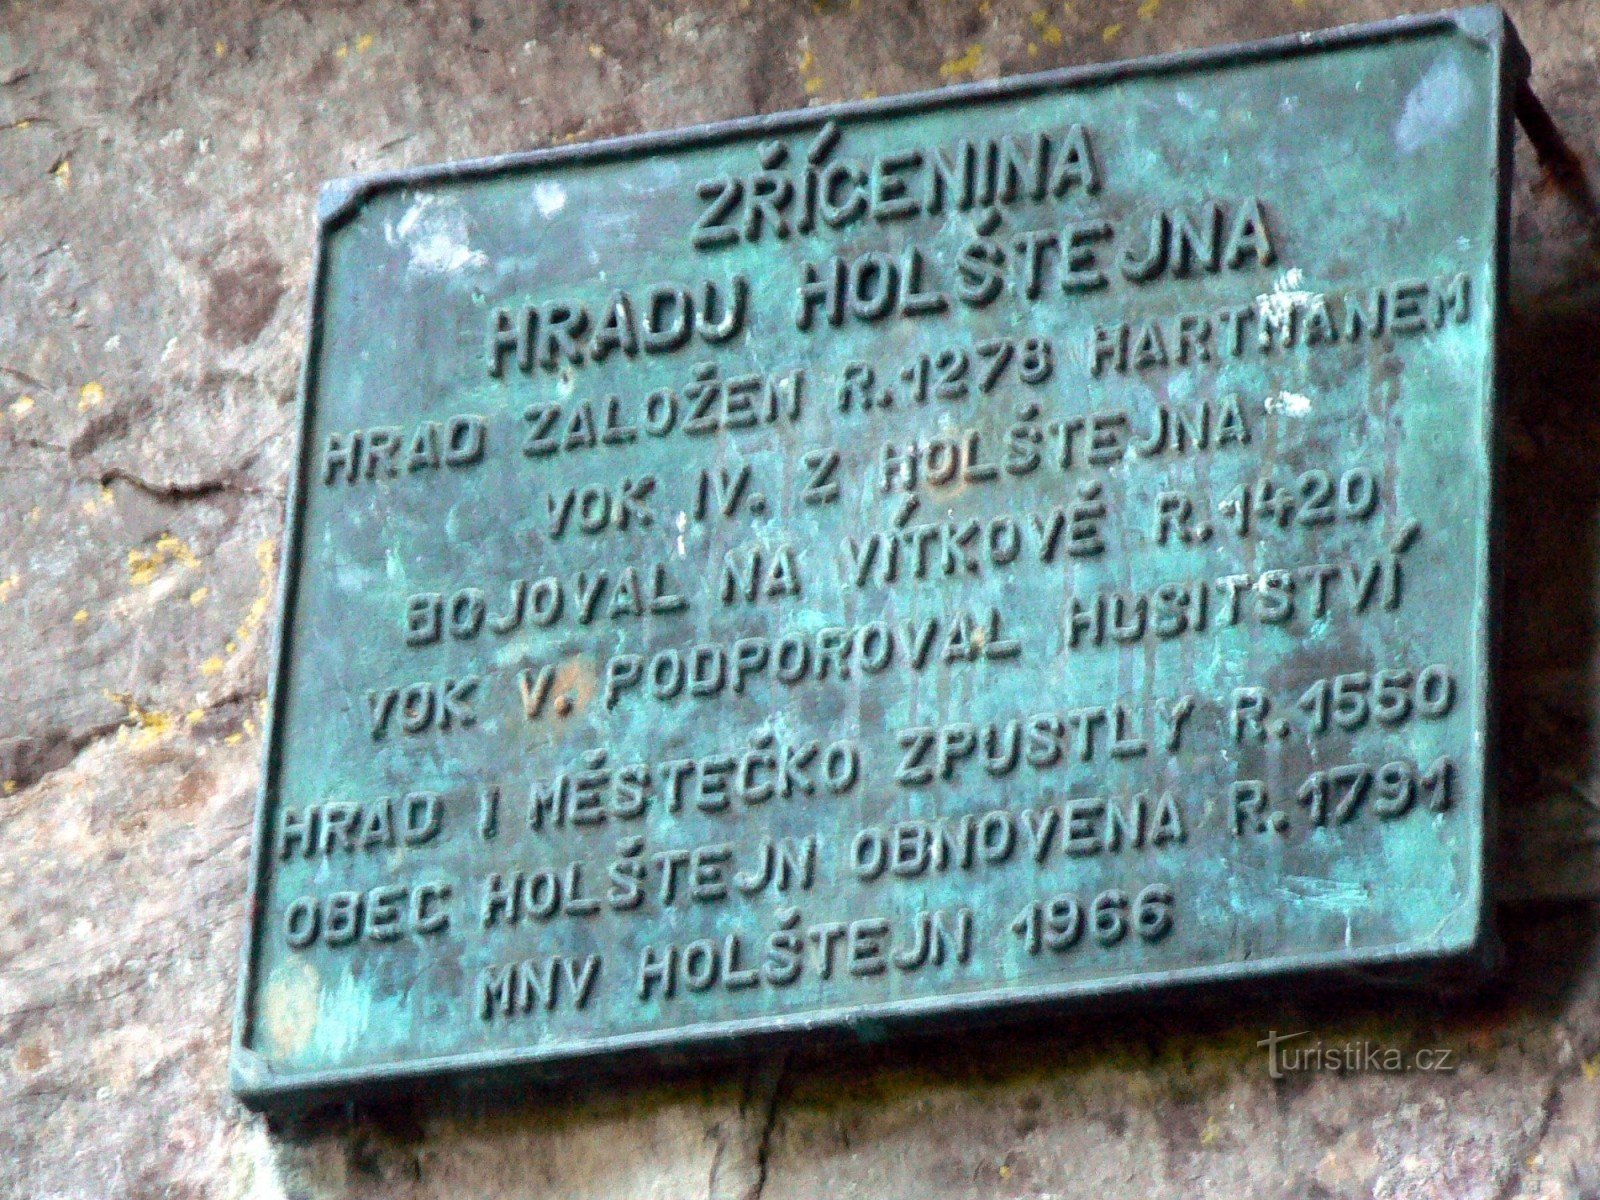 ZŘÍCENINA
HRADU HOLŠTEJNA
HRAD ZALOŽEN R.1278 HARTMANEM
VOK IV. Z HOLŠTEJNA
BOJOVAL NA VÍTKOVĚ R.1420
VOK V. PODPOROVAL HUSITSTVÍ
HRAD I MĚSTEČKO ZPUSTLY R.1550
OBEC HOLŠTEJN OBNOVENA R.1791
MNV HOLŠTEJN 1966
Turistika.cz